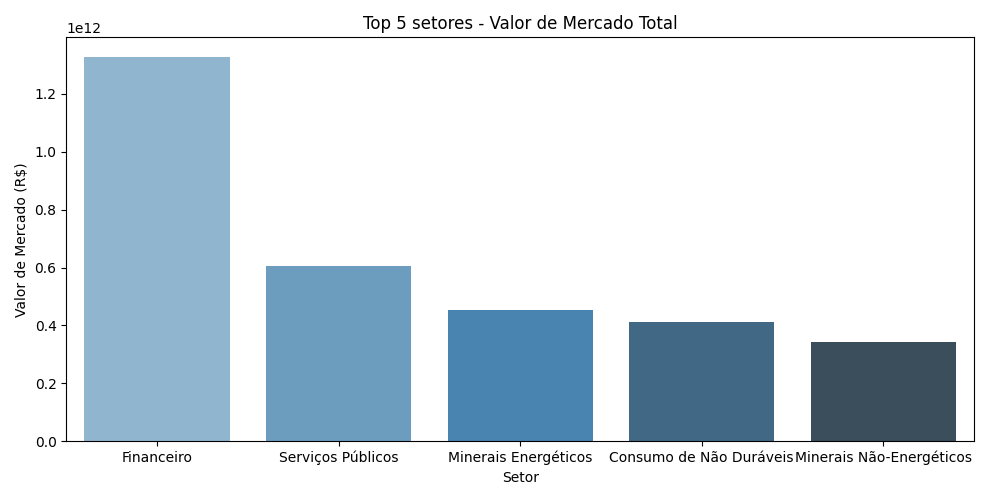 Top 5 setores - Valor de Mercado Total
1e12
1.2
1.0
0.8
0.6
0.4
0.2
0.0
Valor de Mercado (R$)
Financeiro
Serviços Públicos
Minerais Energéticos
Consumo de Não Duráveis
Minerais Não-Energéticos
Setor